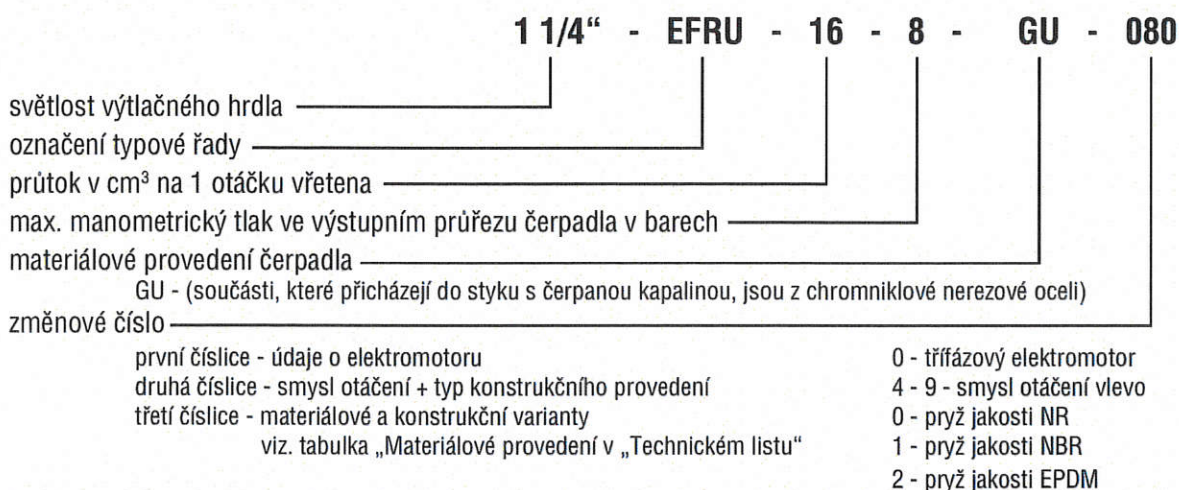 1 1/4“ - EFRU - 16 - 8 - GU - 080
světlost výtlačného hrdla
označení typové řady
průtok v cm³ na 1 otáčku vřetena
max. manometrický tlak ve výstupním průřezu čerpadla v barech
materiálové provedení čerpadla
GU - (součásti, které přicházejí do styku s čerpanou kapalinou, jsou z chromniklové nerezové oceli)
změnové číslo
první číslice - údaje o elektromotoru 0 - třífázový elektromotor
druhá číslice - smysl otáčení + typ konstrukčního provedení 4 - 9 - smysl otáčení vlevo
třetí číslice - materiálové a konstrukční varianty 0 - pryž jakosti NR
viz. tabulka „Materiálové provedení v „Technickém listu“ 1 - pryž jakosti NBR
2 - pryž jakosti EPDM